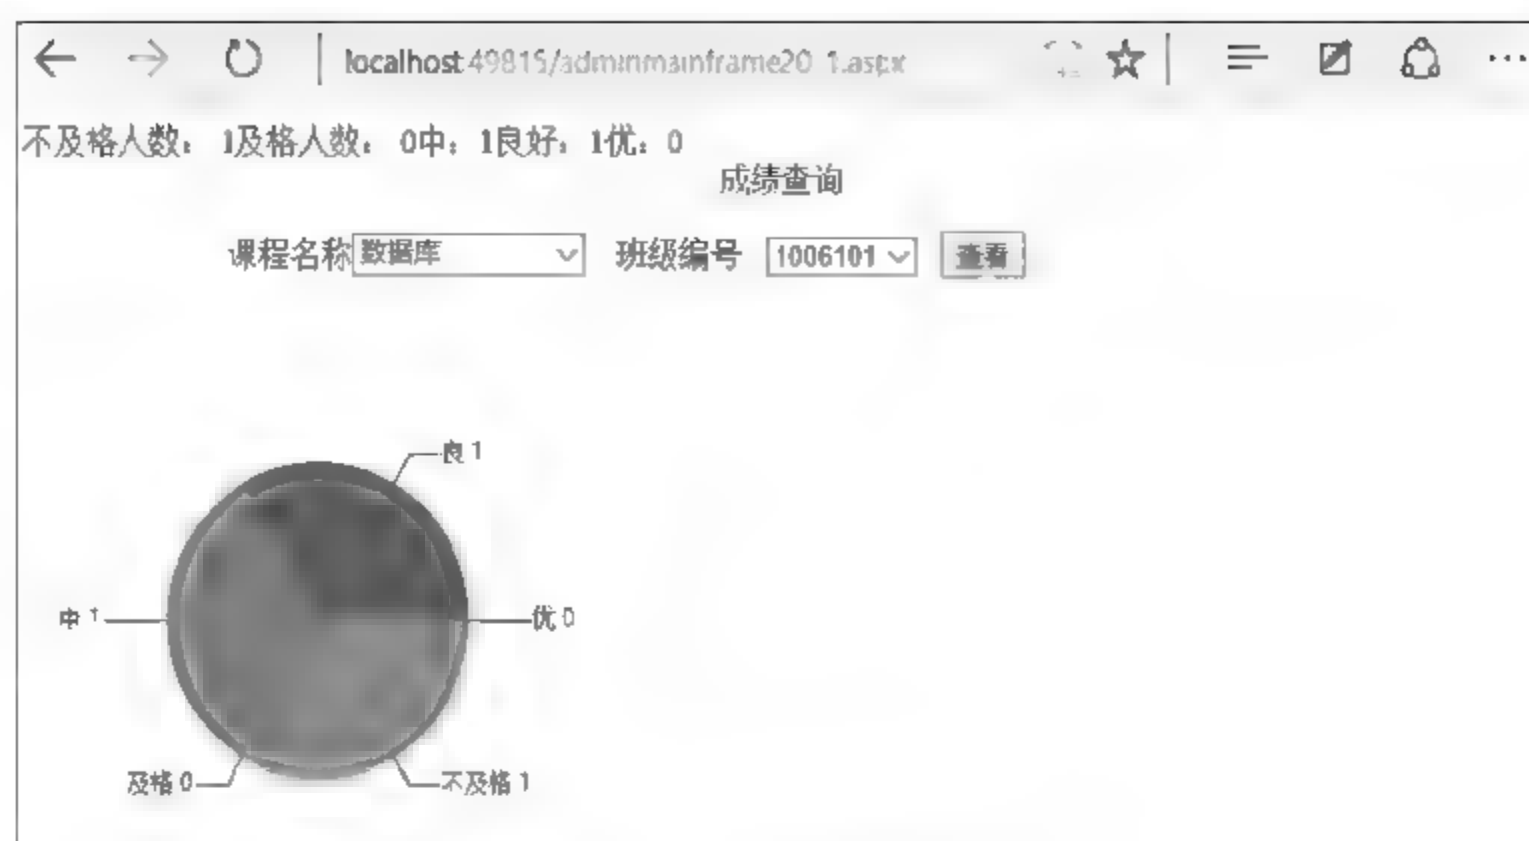 localhost:49815/adminmainframe20_1.aspx
不及格人数： 1及格人数： 0中：1良好：1优：0
成绩查询
课程名称 数据库 班级编号 1006101 查看
良 1
中 1
优 0
及格 0
不及格 1